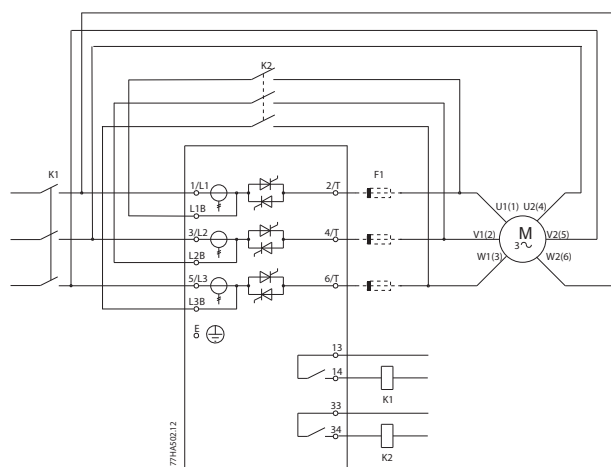 K2
K1
F1
1/L1
2/T
L1B
U1(1) U2(4)
3/L2
4/T
V1(2)
M
3
V2(5)
L2B
W1(3)
W2(6)
5/L3
6/T
L3B
E
13
14
K1
33
34
K2
177HA502.12